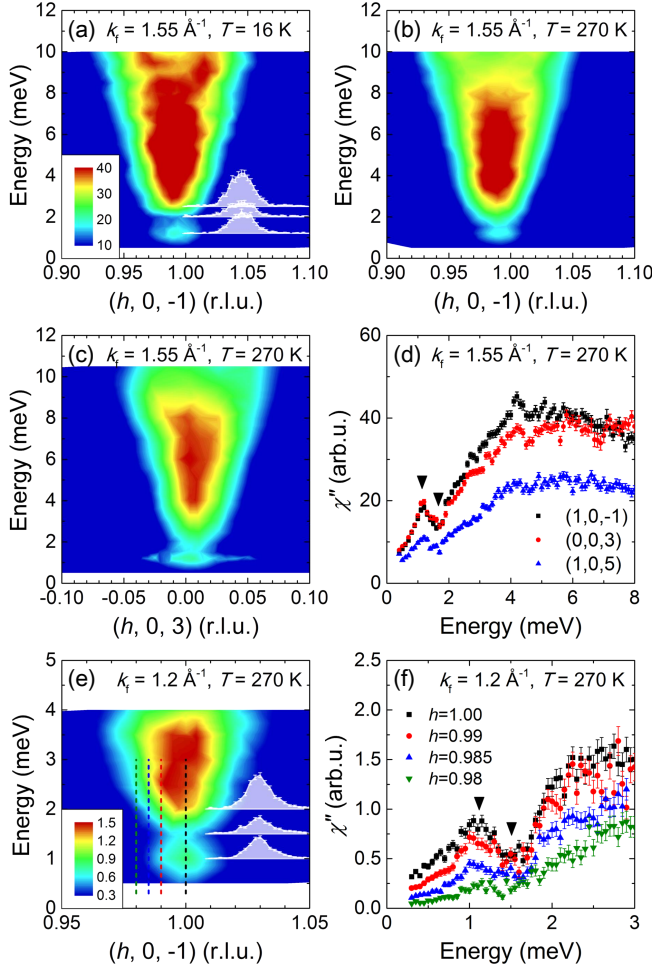 (a) kf = 1.55 Å-1, T = 16 K
Energy (meV)
12
10
8
6
4
2
0
40
30
20
10
0.90 0.95 1.00 1.05 1.10
(h, 0, -1) (r.l.u.)
(b) kf = 1.55 Å-1, T = 270 K
Energy (meV)
12
10
8
6
4
2
0
0.90 0.95 1.00 1.05 1.10
(h, 0, -1) (r.l.u.)
(c) kf = 1.55 Å-1, T = 270 K
Energy (meV)
12
10
8
6
4
2
0
-0.10 -0.05 0.00 0.05 0.10
(h, 0, 3) (r.l.u.)
(d) kf = 1.55 Å-1, T = 270 K
χ″ (arb.u.)
60
40
20
0
(1,0,-1)
(0,0,3)
(1,0,5)
0 2 4 6 8
Energy (meV)
(e) kf = 1.2 Å-1, T = 270 K
Energy (meV)
5
4
3
2
1
0
1.5
1.2
0.9
0.6
0.3
0.95 1.00 1.05
(h, 0, -1) (r.l.u.)
(f) kf = 1.2 Å-1, T = 270 K
χ″ (arb.u.)
2.0
1.5
1.0
0.5
0.0
h=1.00
h=0.99
h=0.985
h=0.98
0 1 2 3
Energy (meV)